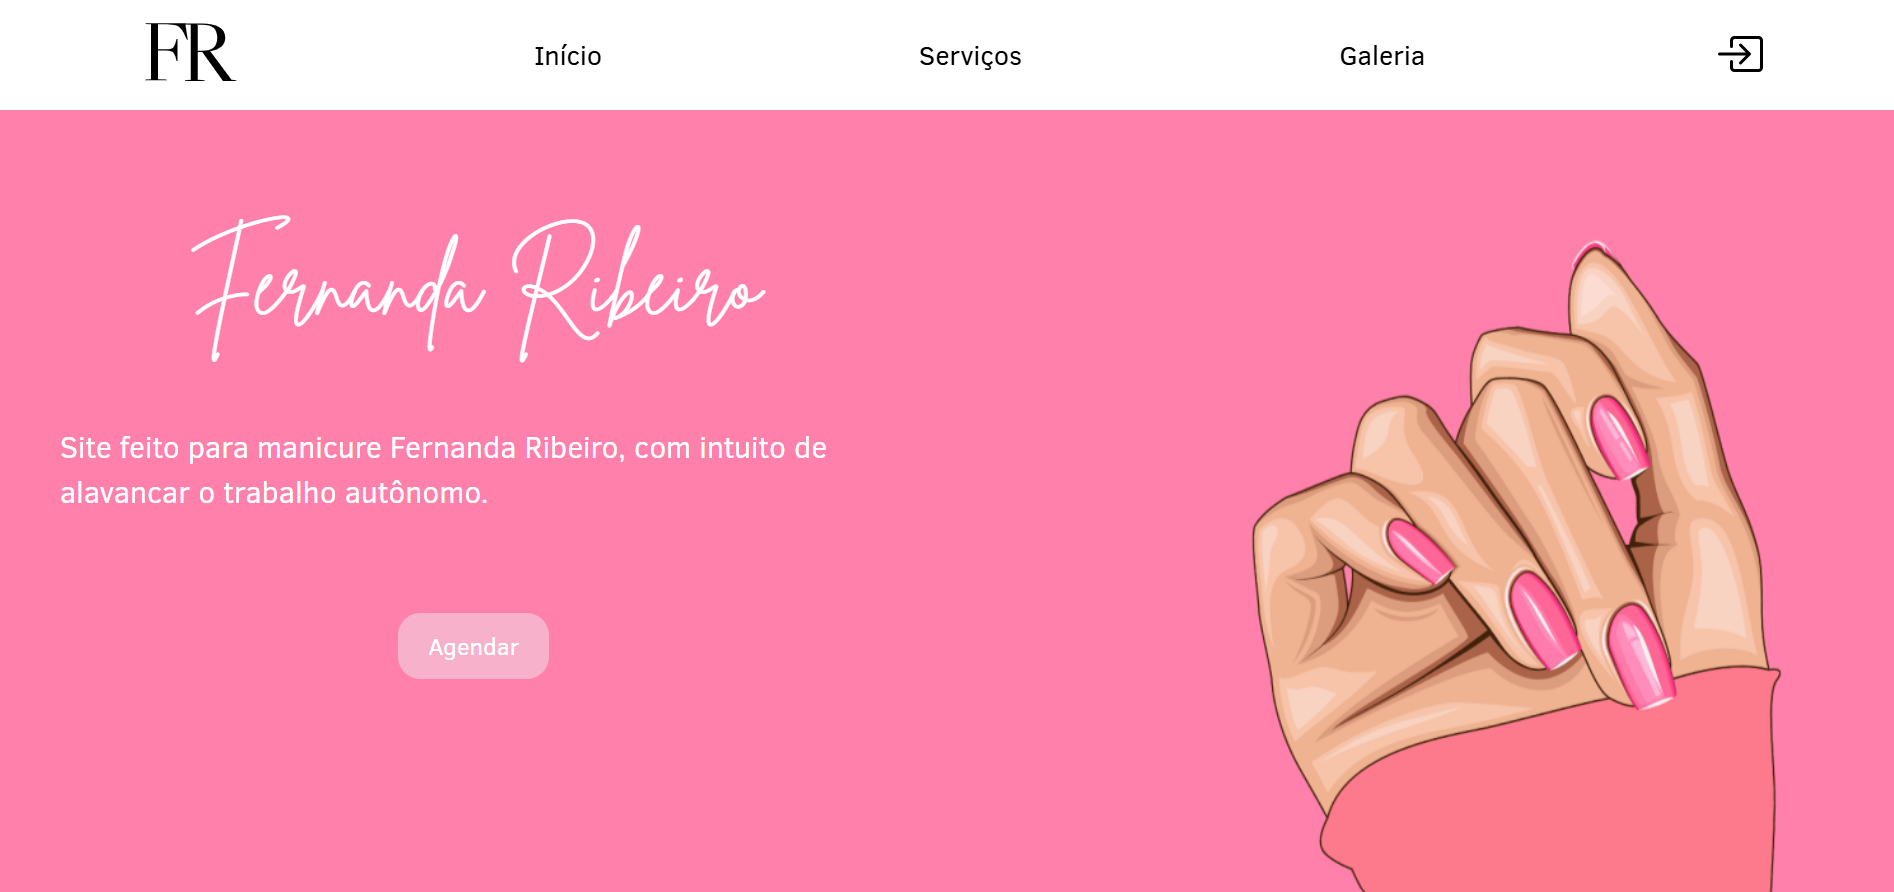 FR
Início
Serviços
Galeria
Fernanda Ribeiro
Site feito para manicure Fernanda Ribeiro, com intuito de
alavancar o trabalho autônomo.
Agendar